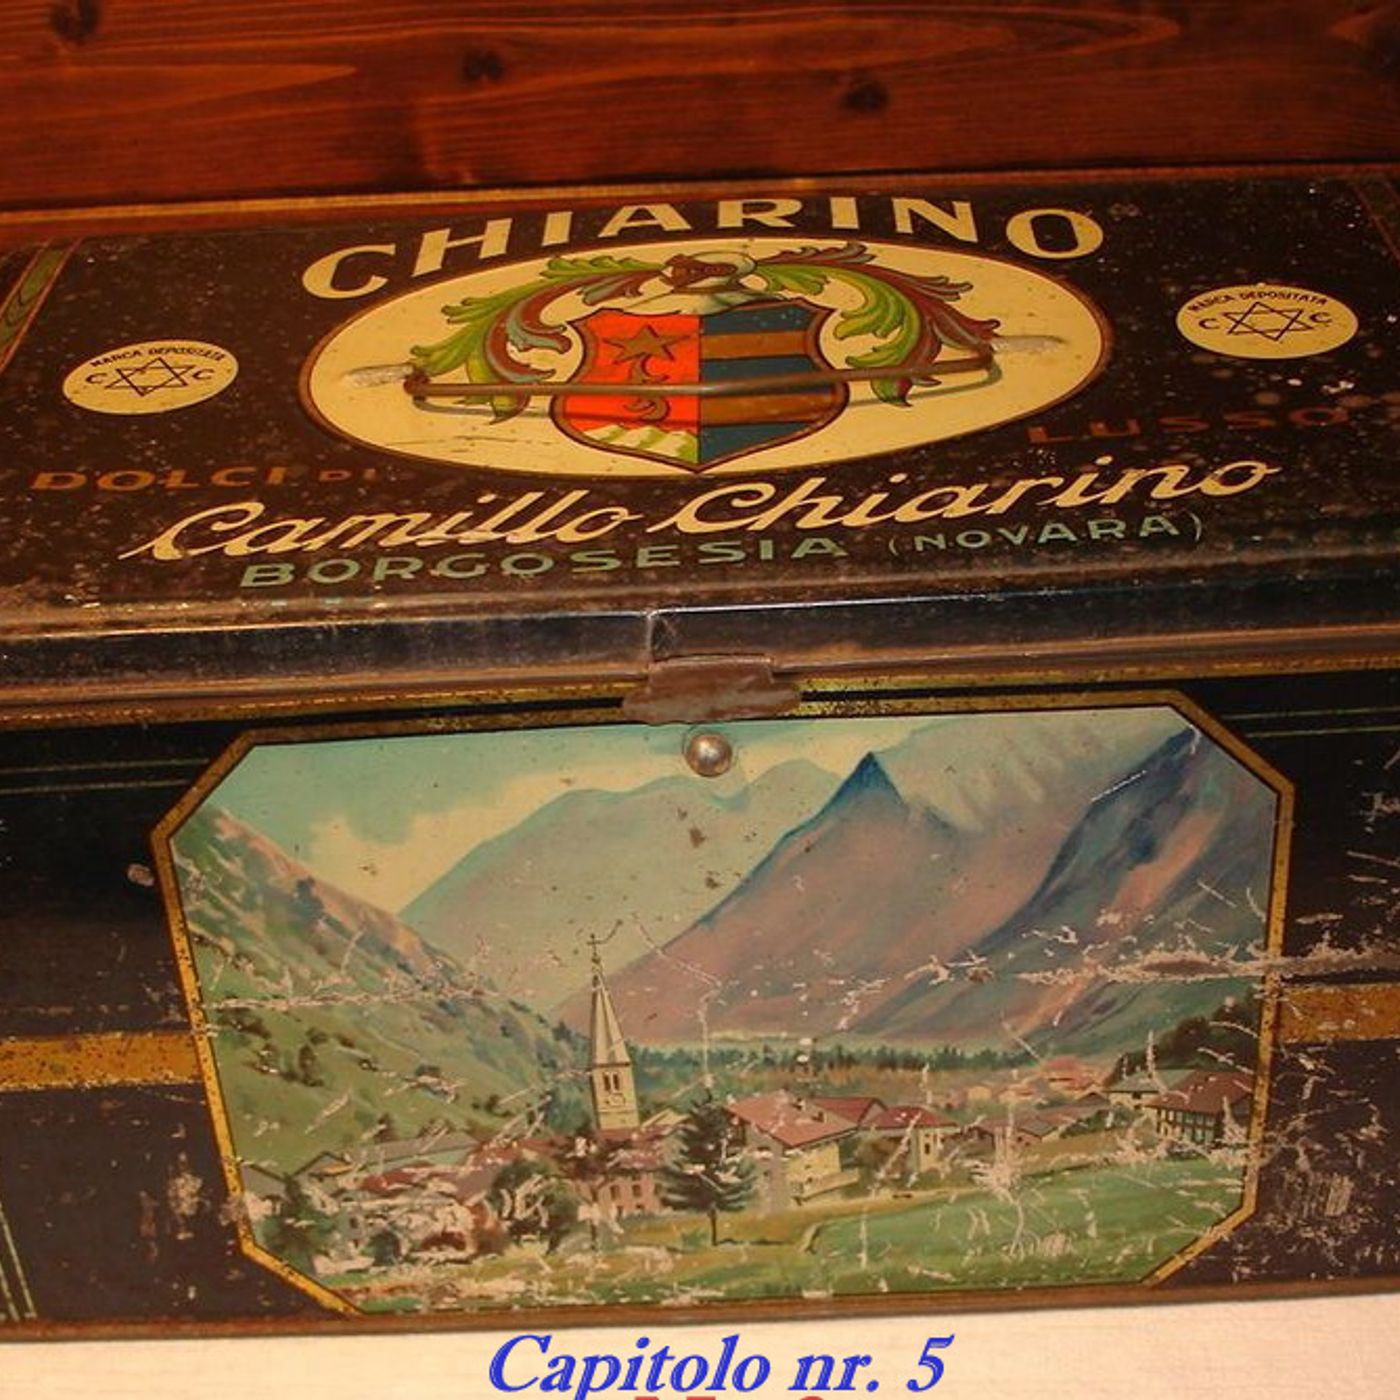 CHIARINO
MARCA DEPOSITATA
C C
MARCA DEPOSITATA
C C
DOLCI DI LUSSO
Camillo Chiarino
BORGOSESIA (NOVARA)
Capitolo nr. 5